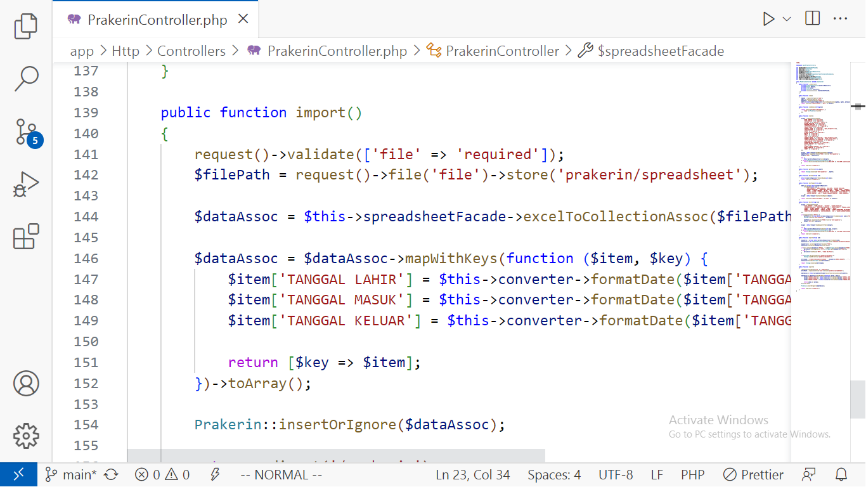 PrakerinController.php
app > Http > Controllers > PrakerinController.php > PrakerinController > $spreadsheetFacade
137 }
138
139 public function import()
140 {
141 request()->validate(['file' => 'required']);
142 $filePath = request()->file('file')->store('prakerin/spreadsheet');
143
144 $dataAssoc = $this->spreadsheetFacade->excelToCollectionAssoc($filePath
145
146 $dataAssoc = $dataAssoc->mapWithKeys(function ($item, $key) {
147 $item['TANGGAL LAHIR'] = $this->converter->formatDate($item['TANGGA
148 $item['TANGGAL MASUK'] = $this->converter->formatDate($item['TANGGA
149 $item['TANGGAL KELUAR'] = $this->converter->formatDate($item['TANGG
150
151 return [$key => $item];
152 })->toArray();
153
154 Prakerin::insertOrIgnore($dataAssoc);
155
Activate Windows
Go to PC settings to activate Windows.
5
main* 0 0 -- NORMAL -- Ln 23, Col 34 Spaces: 4 UTF-8 LF PHP Prettier